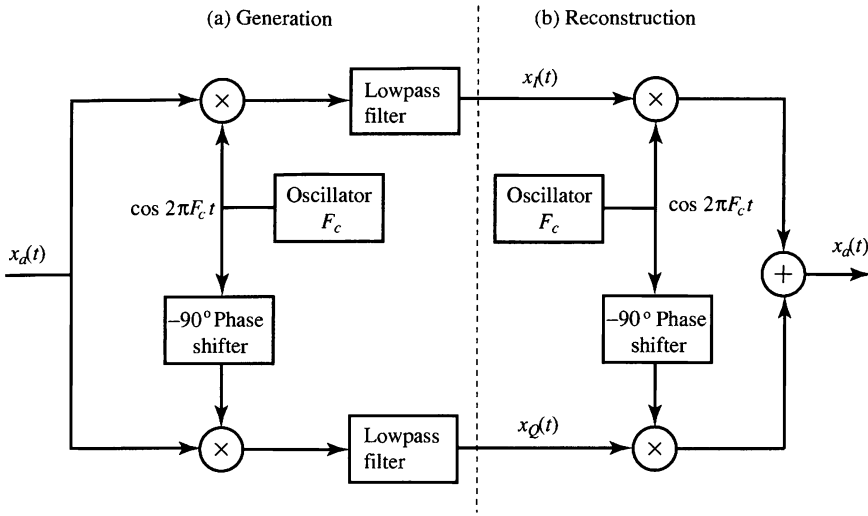 (a) Generation
(b) Reconstruction
Lowpass
filter
x_I(t)
×
×
cos 2πF_c t
Oscillator
F_c
Oscillator
F_c
cos 2πF_c t
x_a(t)
+
x_a(t)
−90° Phase
shifter
−90° Phase
shifter
×
Lowpass
filter
x_Q(t)
×